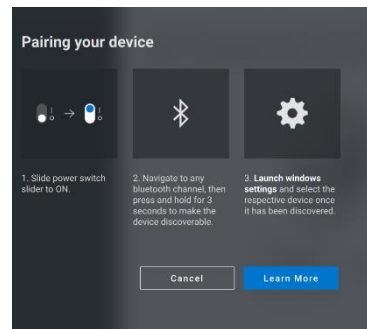 Pairing your device
1. Slide power switch
slider to ON.
2. Navigate to any
bluetooth channel, then
press and hold for 3
seconds to make the
device discoverable.
3. Launch windows
settings and select the
respective device once
it has been discovered.
Cancel
Learn More